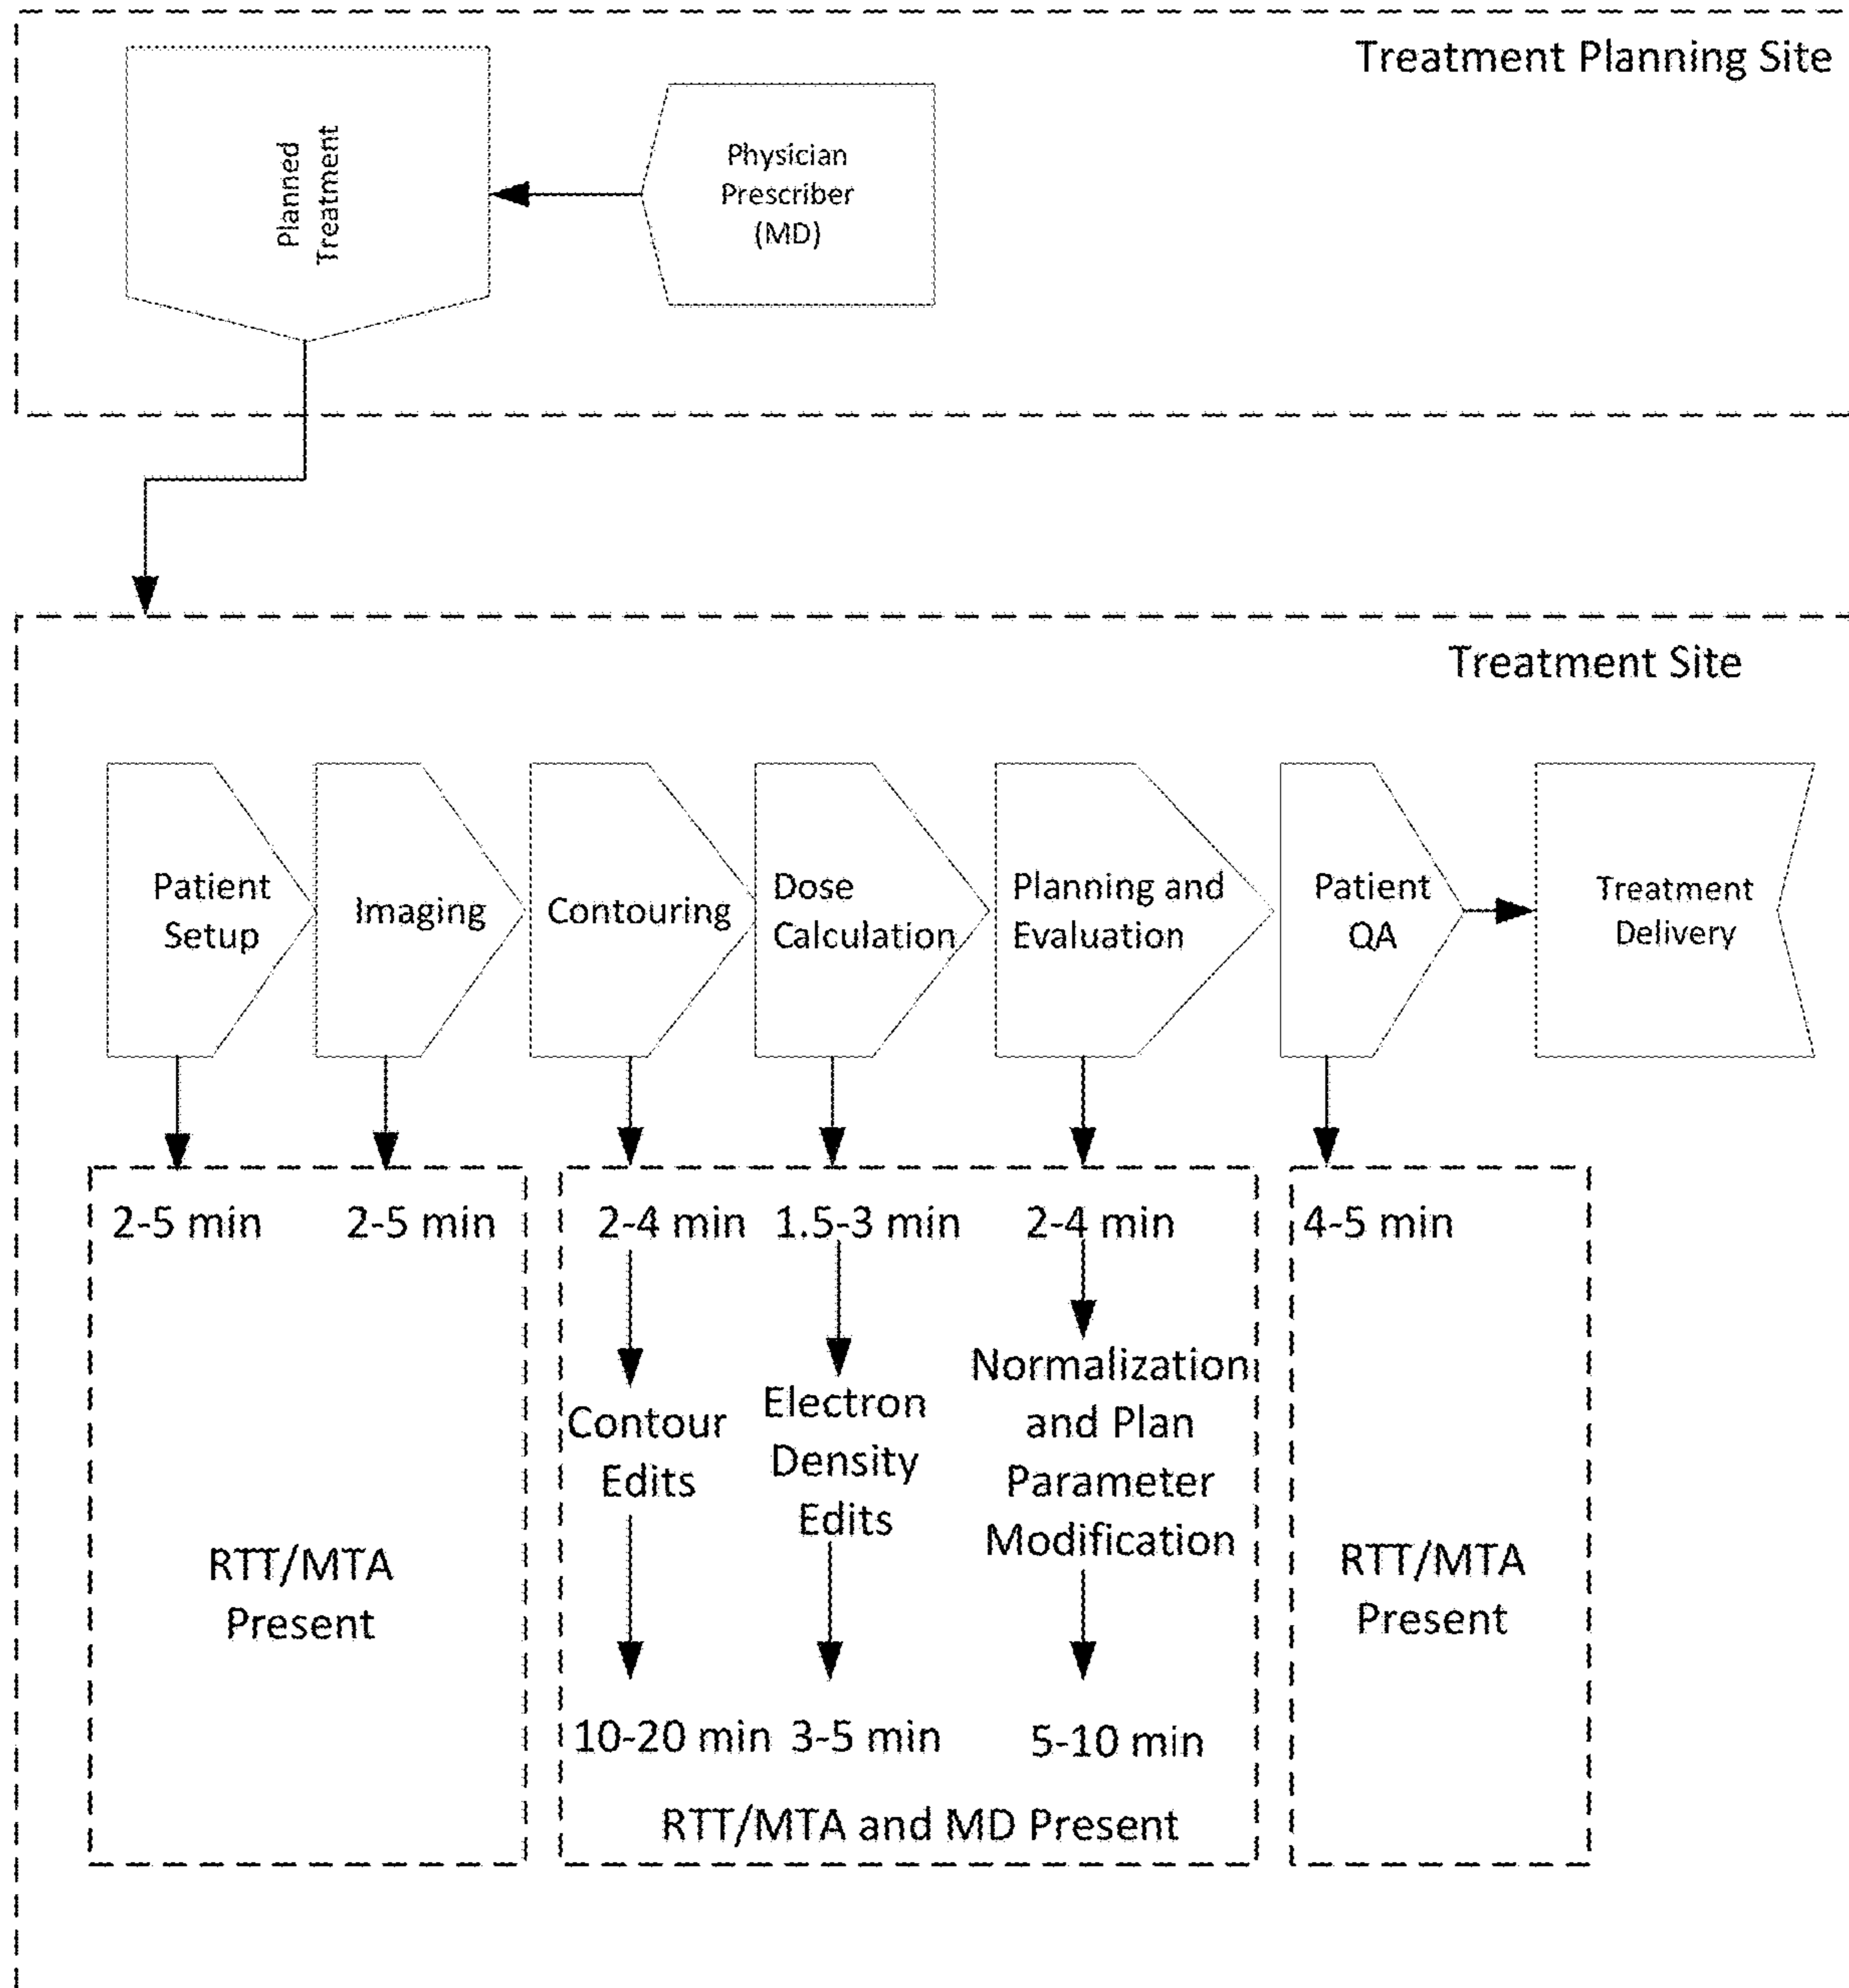 Treatment Planning Site
Planned
Treatment
Physician
Prescriber
(MD)
Treatment Site
Patient
Setup
Imaging
Contouring
Dose
Calculation
Planning and
Evaluation
Patient
QA
Treatment
Delivery
2-5 min
2-5 min
2-4 min
1.5-3 min
2-4 min
4-5 min
Contour
Edits
Electron
Density
Edits
Normalization
and Plan
Parameter
Modification
RTT/MTA
Present
RTT/MTA
Present
10-20 min
3-5 min
5-10 min
RTT/MTA and MD Present